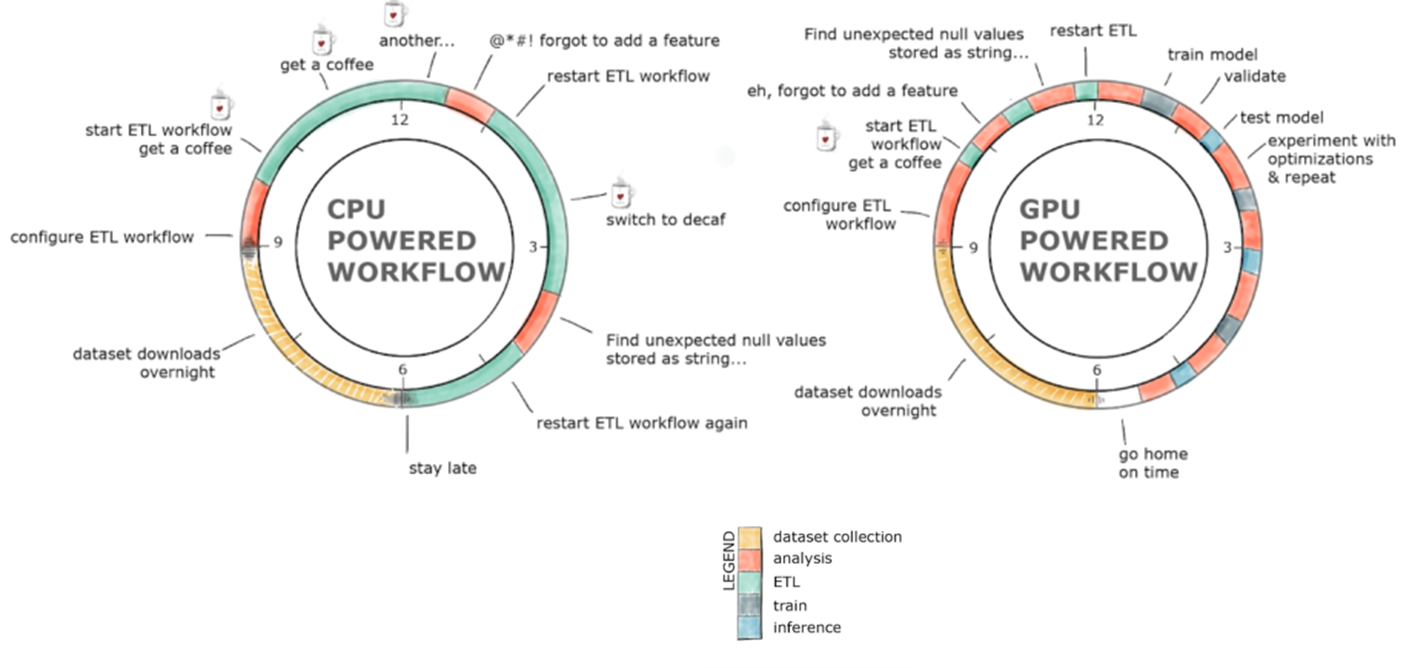 another...
@*#! forgot to add a feature
get a coffee
restart ETL workflow
start ETL workflow
get a coffee
12
switch to decaf
CPU
POWERED
WORKFLOW
configure ETL workflow
9
3
Find unexpected null values
stored as string...
dataset downloads
overnight
6
restart ETL workflow again
stay late
Find unexpected null values
stored as string...
restart ETL
train model
validate
eh, forgot to add a feature
test model
start ETL
workflow
get a coffee
12
experiment with
optimizations
& repeat
configure ETL
workflow
GPU
POWERED
WORKFLOW
9
3
dataset downloads
overnight
6
go home
on time
LEGEND
dataset collection
analysis
ETL
train
inference